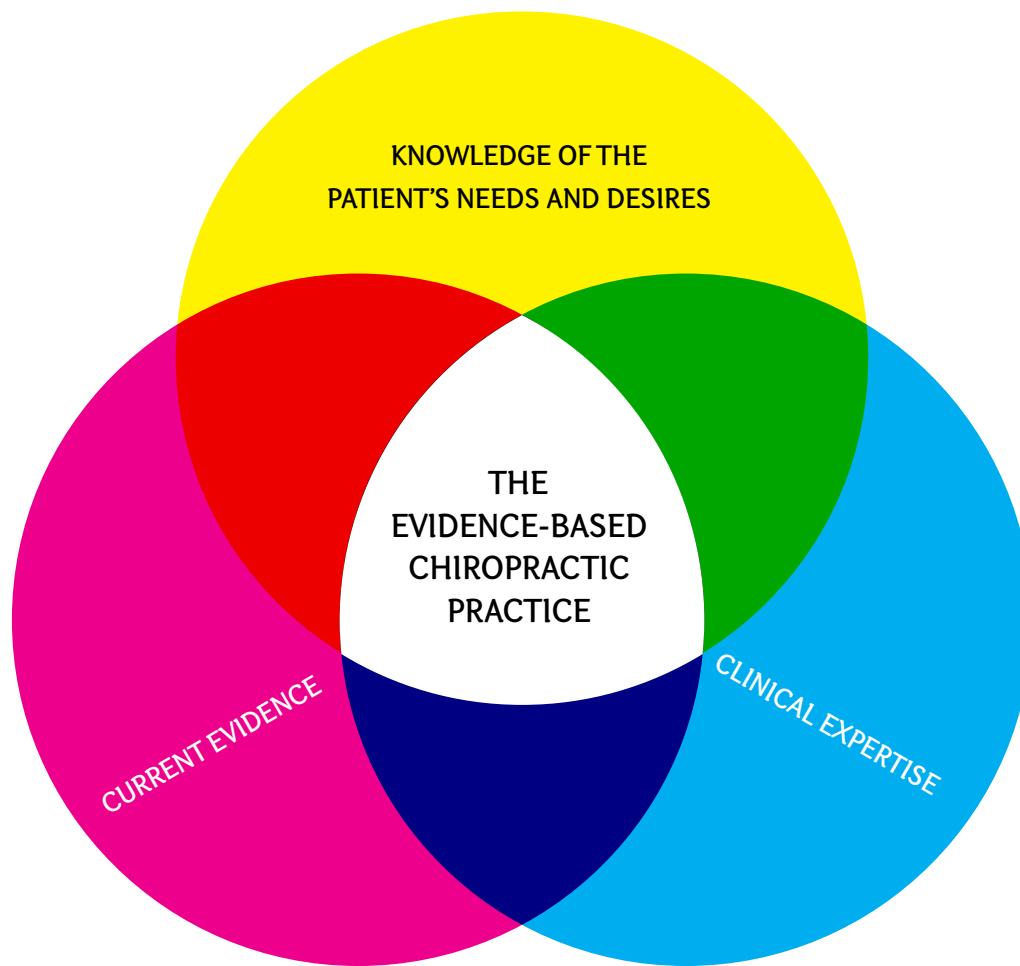 KNOWLEDGE OF THE
PATIENT'S NEEDS AND DESIRES
THE
EVIDENCE-BASED
CHIROPRACTIC
PRACTICE
CURRENT EVIDENCE
CLINICAL EXPERTISE